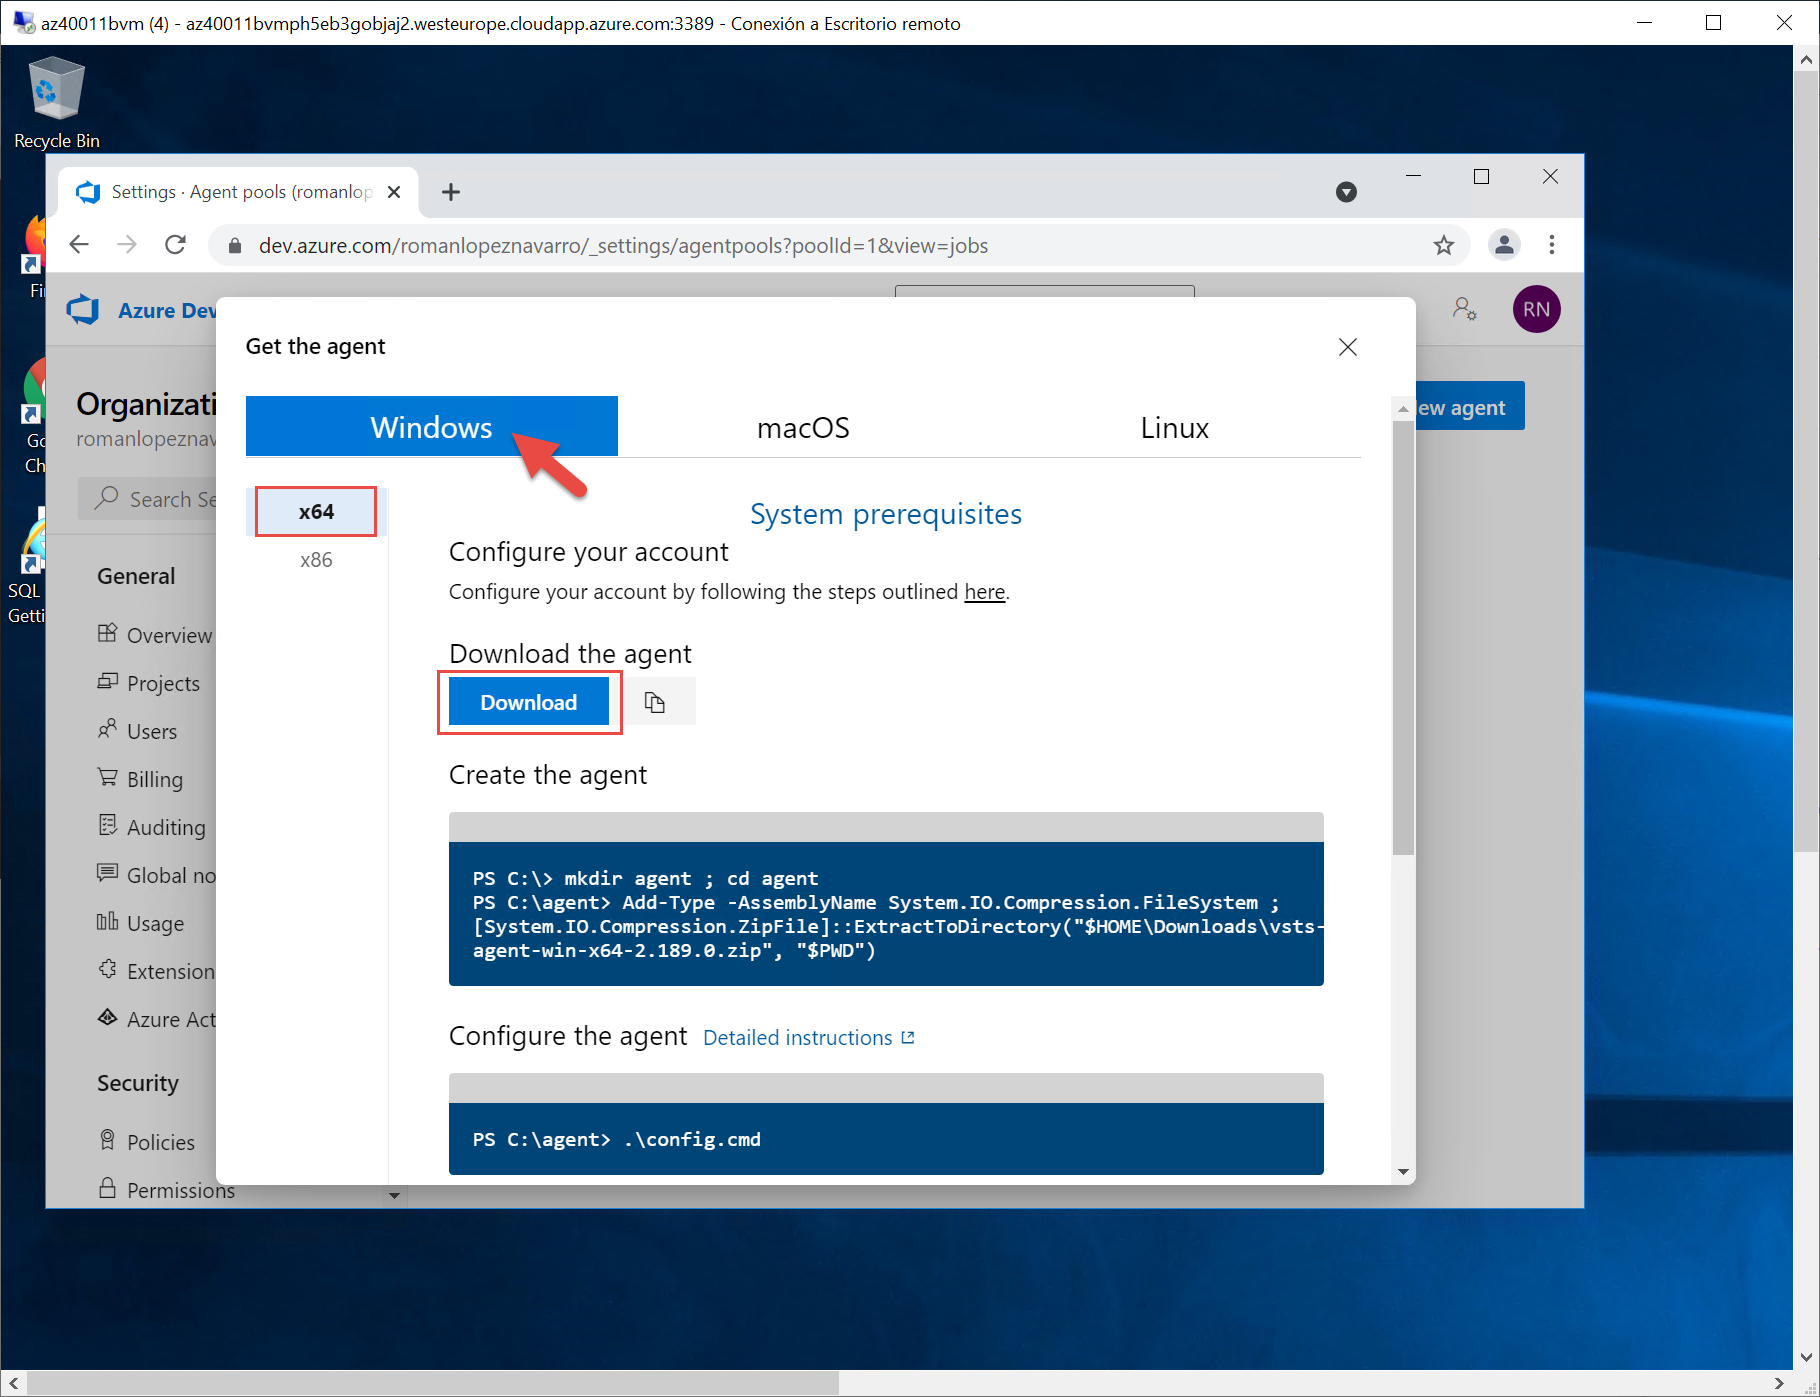 az40011bvm (4) - az40011bvmph5eb3gobjaj2.westeurope.cloudapp.azure.com:3389 - Conexión a Escritorio remoto
Recycle Bin
Settings · Agent pools (romanlop
dev.azure.com/romanlopeznavarro/_settings/agentpools?poolId=1&view=jobs
Fi
Go
Ch
SQL
Getti
Azure Dev
RN
Organizati
romanlopeznav
ew agent
Search Se
General
Overview
Projects
Users
Billing
Auditing
Global no
Usage
Extension
Azure Act
Security
Policies
Permissions
Get the agent
Windows
macOS
Linux
x64
x86
System prerequisites
Configure your account
Configure your account by following the steps outlined here.
Download the agent
Download
Create the agent
PS C:\> mkdir agent ; cd agent
PS C:\agent> Add-Type -AssemblyName System.IO.Compression.FileSystem ;
[System.IO.Compression.ZipFile]::ExtractToDirectory("$HOME\Downloads\vsts-
agent-win-x64-2.189.0.zip", "$PWD")
Configure the agent Detailed instructions
PS C:\agent> .\config.cmd